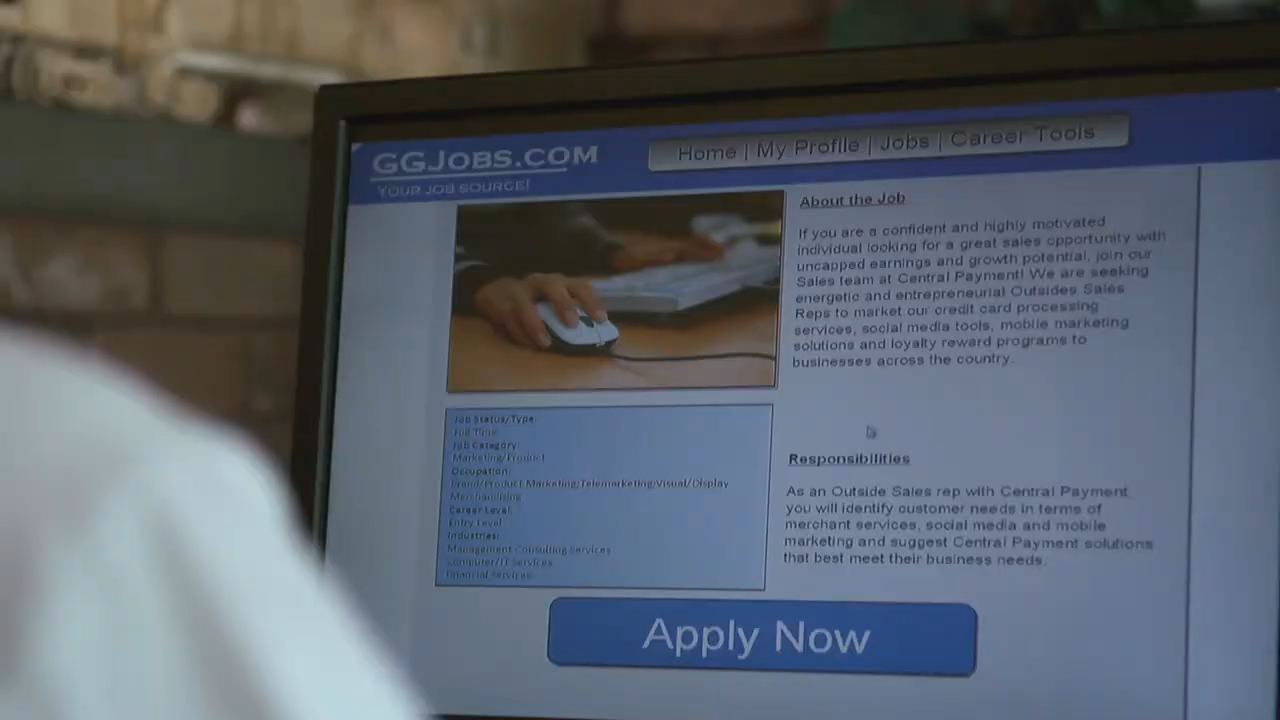 GGJOBS.COM
YOUR JOB SOURCE!
Home | My Profile | Jobs | Career Tools
About the Job
If you are a confident and highly motivated
individual looking for a great sales opportunity with
uncapped earnings and growth potential, join our
Sales team at Central Payment! We are seeking
energetic and entrepreneurial Outsides Sales
Reps to market our credit card processing
services, social media tools, mobile marketing
solutions and loyalty reward programs to
businesses across the country.
Job Status/Type:
Full Time
Job Category:
Marketing/Product
Occupation:
Brand/Product Marketing;Telemarketing;Visual/Display
Merchandising
Career Level:
Entry Level
Industries:
Management Consulting Services
Computer/IT Services
Financial Services
Responsibilities
As an Outside Sales rep with Central Payment,
you will identify customer needs in terms of
merchant services, social media and mobile
marketing and suggest Central Payment solutions
that best meet their business needs.
Apply Now